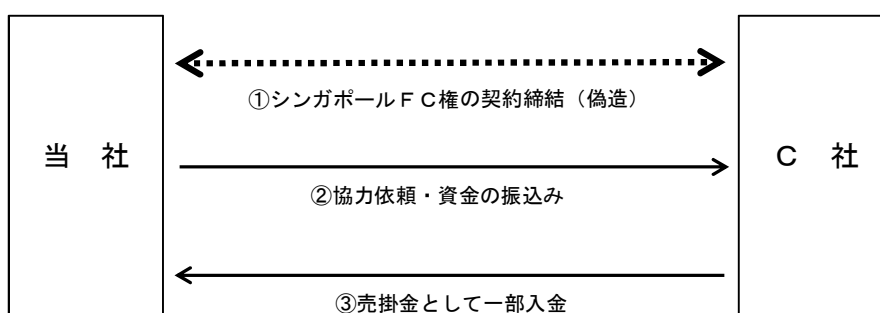 ①シンガポールＦＣ権の契約締結（偽造）
当　社
Ｃ　社
②協力依頼・資金の振込み
③売掛金として一部入金